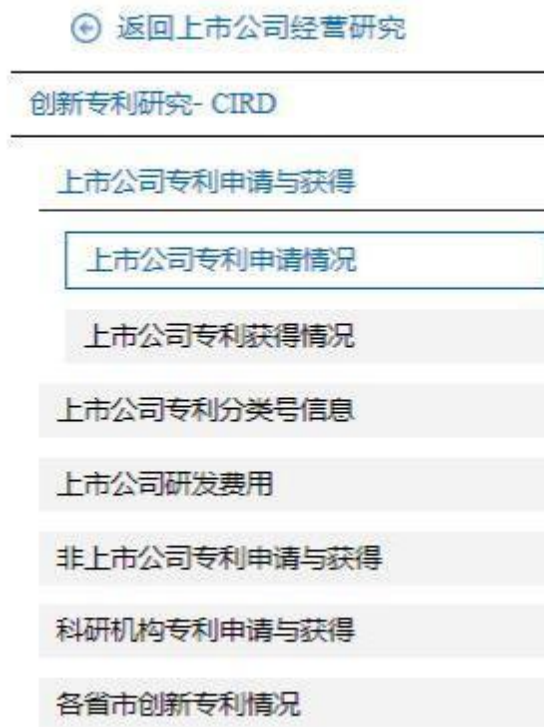 返回上市公司经营研究
创新专利研究- CIRD
上市公司专利申请与获得
上市公司专利申请情况
上市公司专利获得情况
上市公司专利分类号信息
上市公司研发费用
非上市公司专利申请与获得
科研机构专利申请与获得
各省市创新专利情况